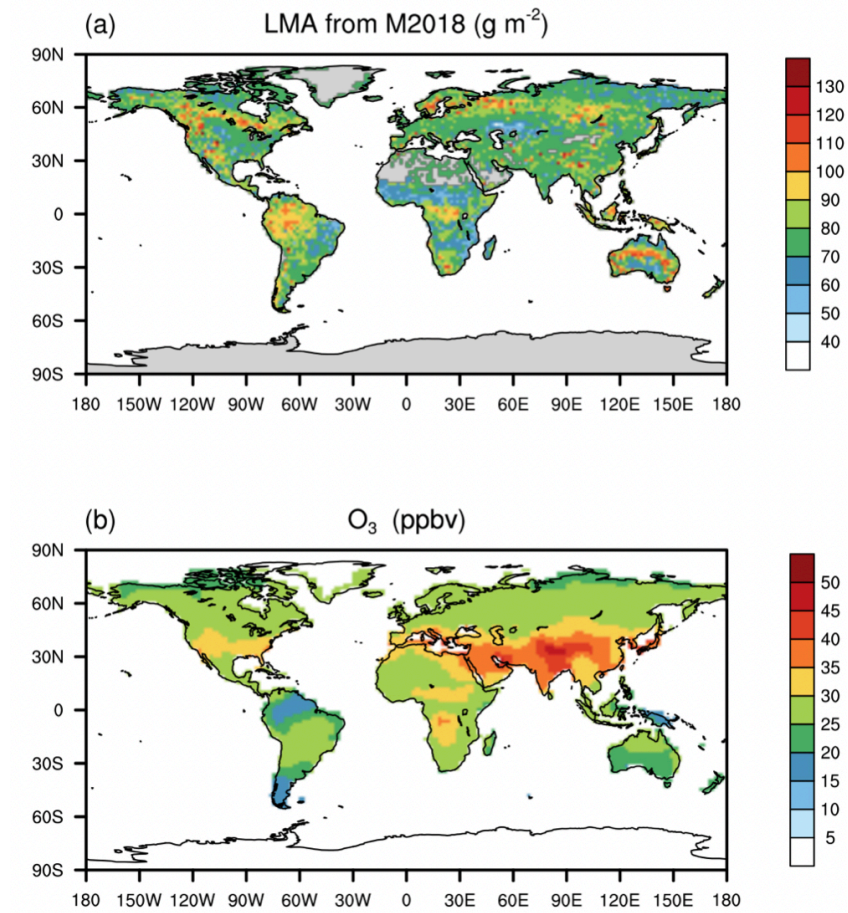 (a) LMA from M2018 (g m⁻²)
90N
60N
30N
0
30S
60S
90S
180 150W 120W 90W 60W 30W 0 30E 60E 90E 120E 150E 180
130
120
110
100
90
80
70
60
50
40
(b) O₃ (ppbv)
90N
60N
30N
0
30S
60S
90S
180 150W 120W 90W 60W 30W 0 30E 60E 90E 120E 150E 180
50
45
40
35
30
25
20
15
10
5